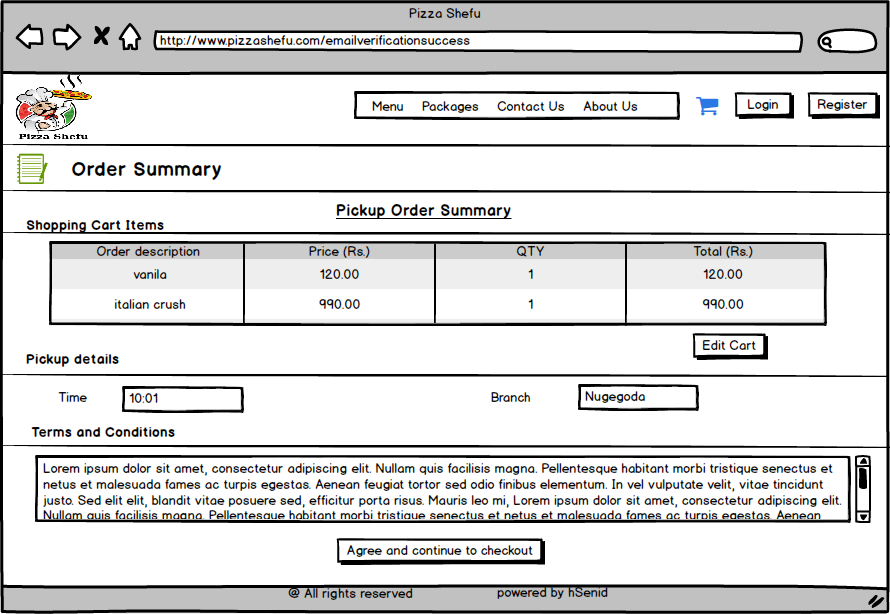 Pizza Shefu
http://www.pizzashefu.com/emailverificationsuccess
Pizza Shefu
Menu Packages Contact Us About Us
Login
Register
Order Summary
Pickup Order Summary
Shopping Cart Items
Order description Price (Rs.) QTY Total (Rs.)
vanila 120.00 1 120.00
italian crush 990.00 1 990.00
Edit Cart
Pickup details
Time 10:01 Branch Nugegoda
Terms and Conditions
Lorem ipsum dolor sit amet, consectetur adipiscing elit. Nullam quis facilisis magna. Pellentesque habitant morbi tristique senectus et
netus et malesuada fames ac turpis egestas. Aenean feugiat tortor sed odio finibus elementum. In vel vulputate velit, vitae tincidunt
justo. Sed elit elit, blandit vitae posuere sed, efficitur porta risus. Mauris leo mi, Lorem ipsum dolor sit amet, consectetur adipiscing elit.
Nullam quis facilisis magna. Pellentesque habitant morbi tristique senectus et netus et malesuada fames ac turpis egestas. Aenean
Agree and continue to checkout
@ All rights reserved powered by hSenid